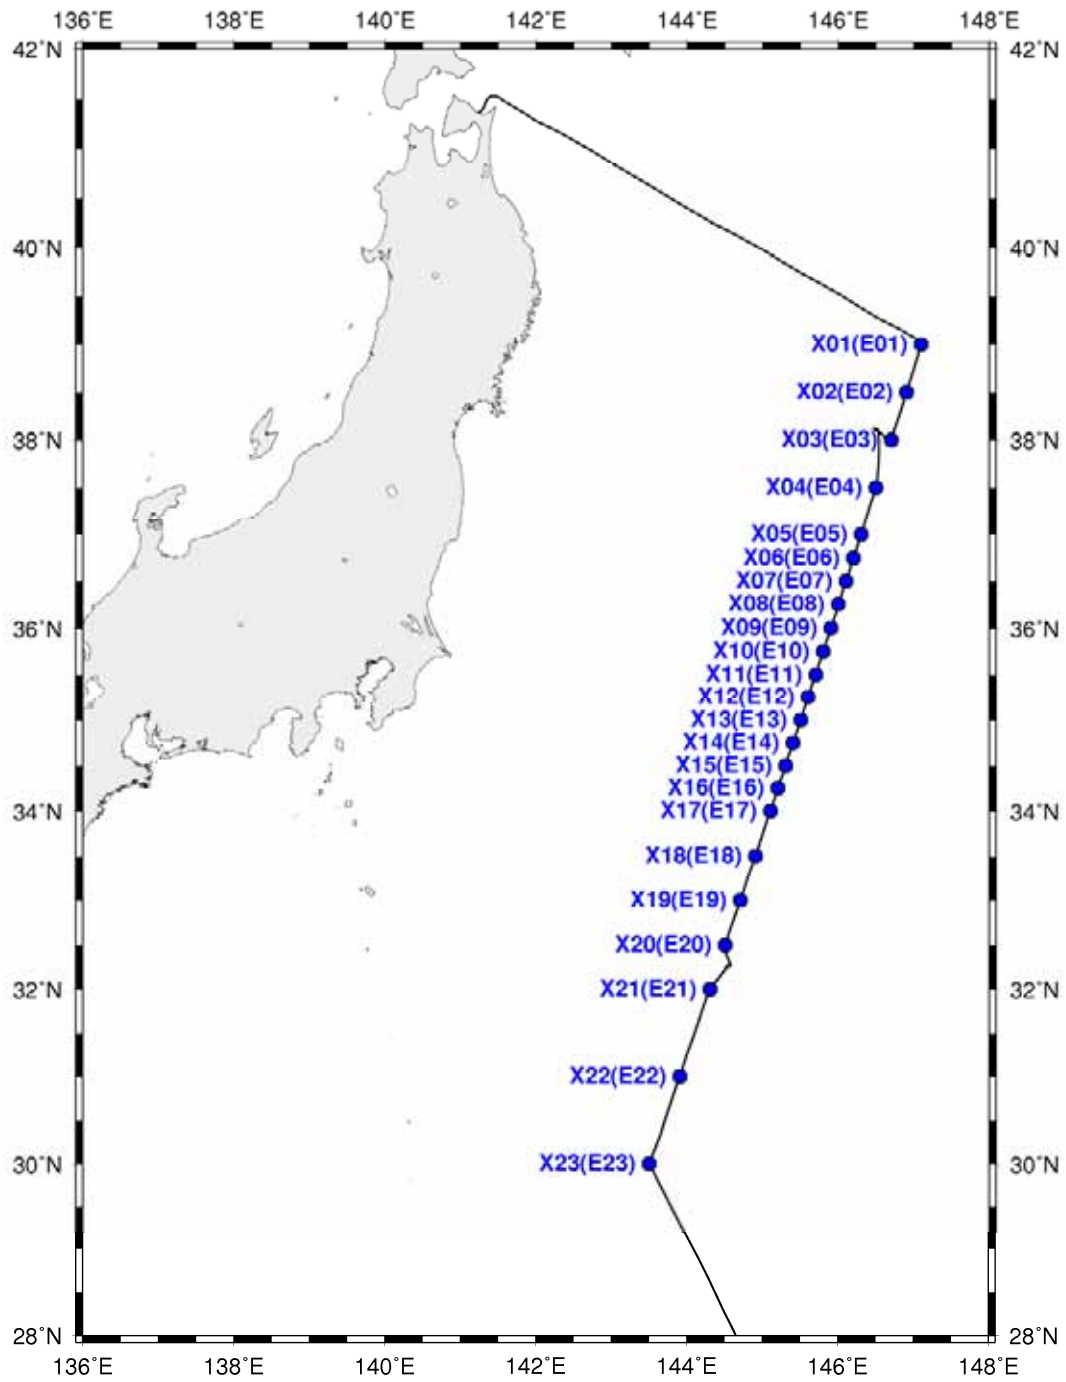 136°E 138°E 140°E 142°E 144°E 146°E 148°E
42°N 42°N
40°N 40°N
X01(E01)
X02(E02)
38°N X03(E03) 38°N
X04(E04)
X05(E05)
X06(E06)
X07(E07)
X08(E08)
36°N X09(E09) 36°N
X10(E10)
X11(E11)
X12(E12)
X13(E13)
X14(E14)
X15(E15)
X16(E16)
34°N X17(E17) 34°N
X18(E18)
X19(E19)
X20(E20)
32°N X21(E21) 32°N
X22(E22)
30°N X23(E23) 30°N
28°N 28°N
136°E 138°E 140°E 142°E 144°E 146°E 148°E